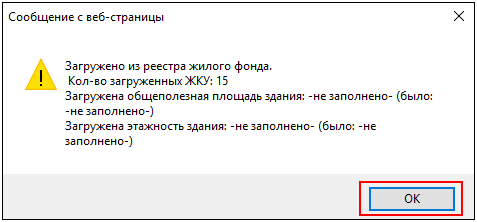 Сообщение с веб-страницы
Загружено из реестра жилого фонда.
Кол-во загруженных ЖКУ: 15
Загружена общеполезная площадь здания: -не заполнено- (было:
-не заполнено-)
Загружена этажность здания: -не заполнено- (было: -не
заполнено-)
ОК